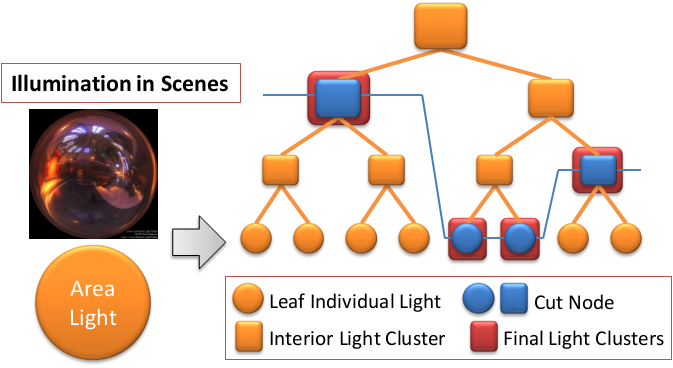 Illumination in Scenes
Area
Light
Leaf Individual Light
Cut Node
Interior Light Cluster
Final Light Clusters